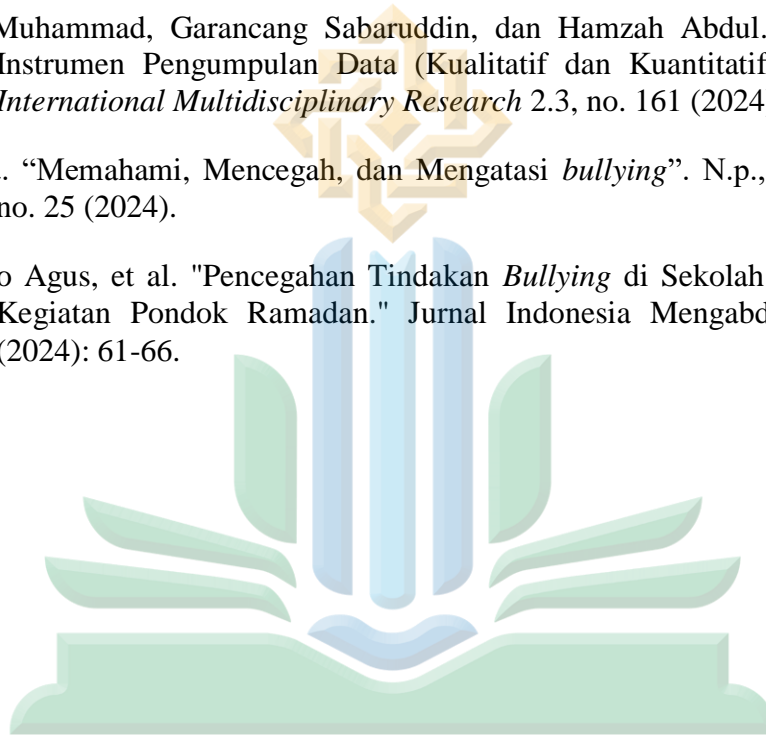 Muhammad, Garancang Sabaruddin, dan Hamzah Abdul.
Instrumen Pengumpulan Data (Kualitatif dan Kuantitatif
International Multidisciplinary Research 2.3, no. 161 (2024
. “Memahami, Mencegah, dan Mengatasi bullying”. N.p.,
no. 25 (2024).
o Agus, et al. "Pencegahan Tindakan Bullying di Sekolah
Kegiatan Pondok Ramadan." Jurnal Indonesia Mengabd
(2024): 61-66.